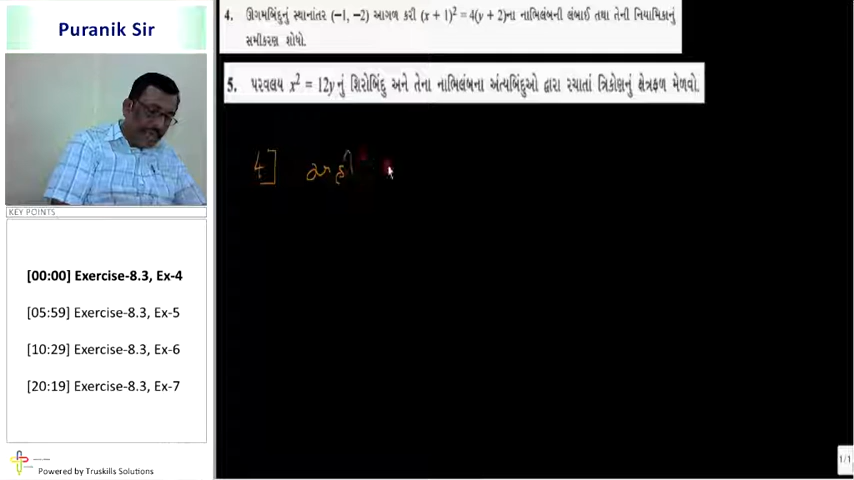 Puranik Sir
KEY POINTS
[00:00] Exercise-8.3, Ex-4
[05:59] Exercise-8.3, Ex-5
[10:29] Exercise-8.3, Ex-6
[20:19] Exercise-8.3, Ex-7
Powered by Truskills Solutions
4. ઊગમબિંદુનું સ્થાનાંતર (−1, −2) આગળ કરી (x + 1)² = 4(y + 2)ના નાભિલંબની લંબાઈ તથા તેની નિયામિકાનું
સમીકરણ શોધો.
5. પરવલય x² = 12yનું શિરોબિંદુ અને તેના નાભિલંબના અંત્યબિંદુઓ દ્વારા રચાતાં ત્રિકોણનું ક્ષેત્રફળ મેળવો.
4] અહીં
1/1